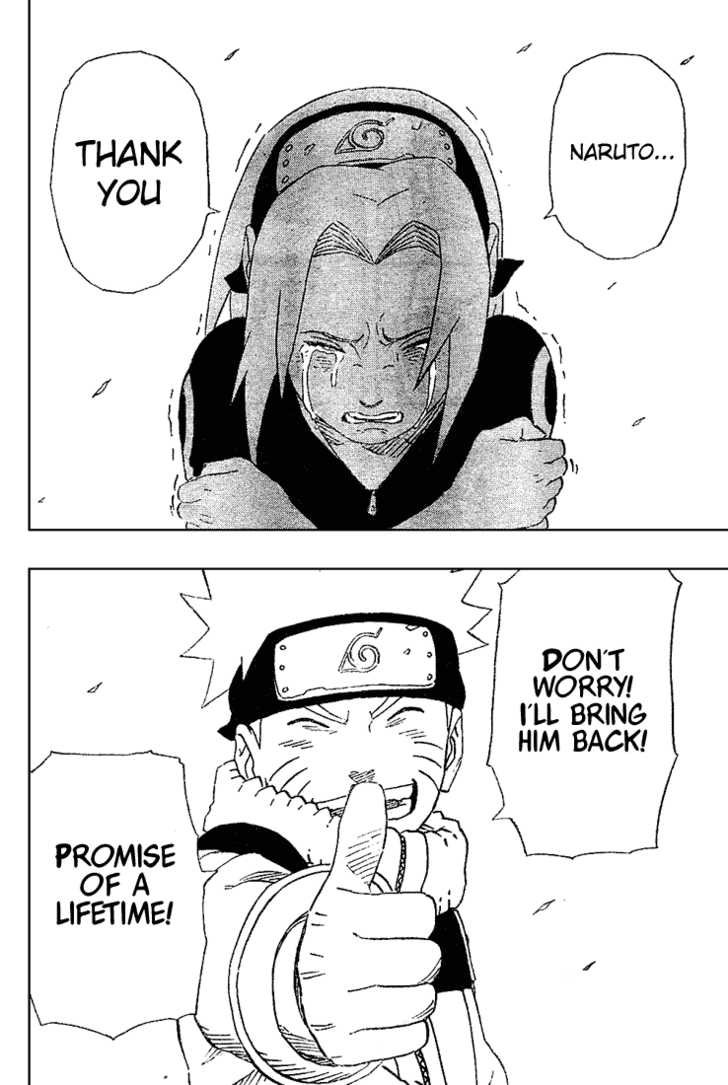 NARUTO...
THANK
YOU
DON'T
WORRY!
I'LL BRING
HIM BACK!
PROMISE
OF A
LIFETIME!